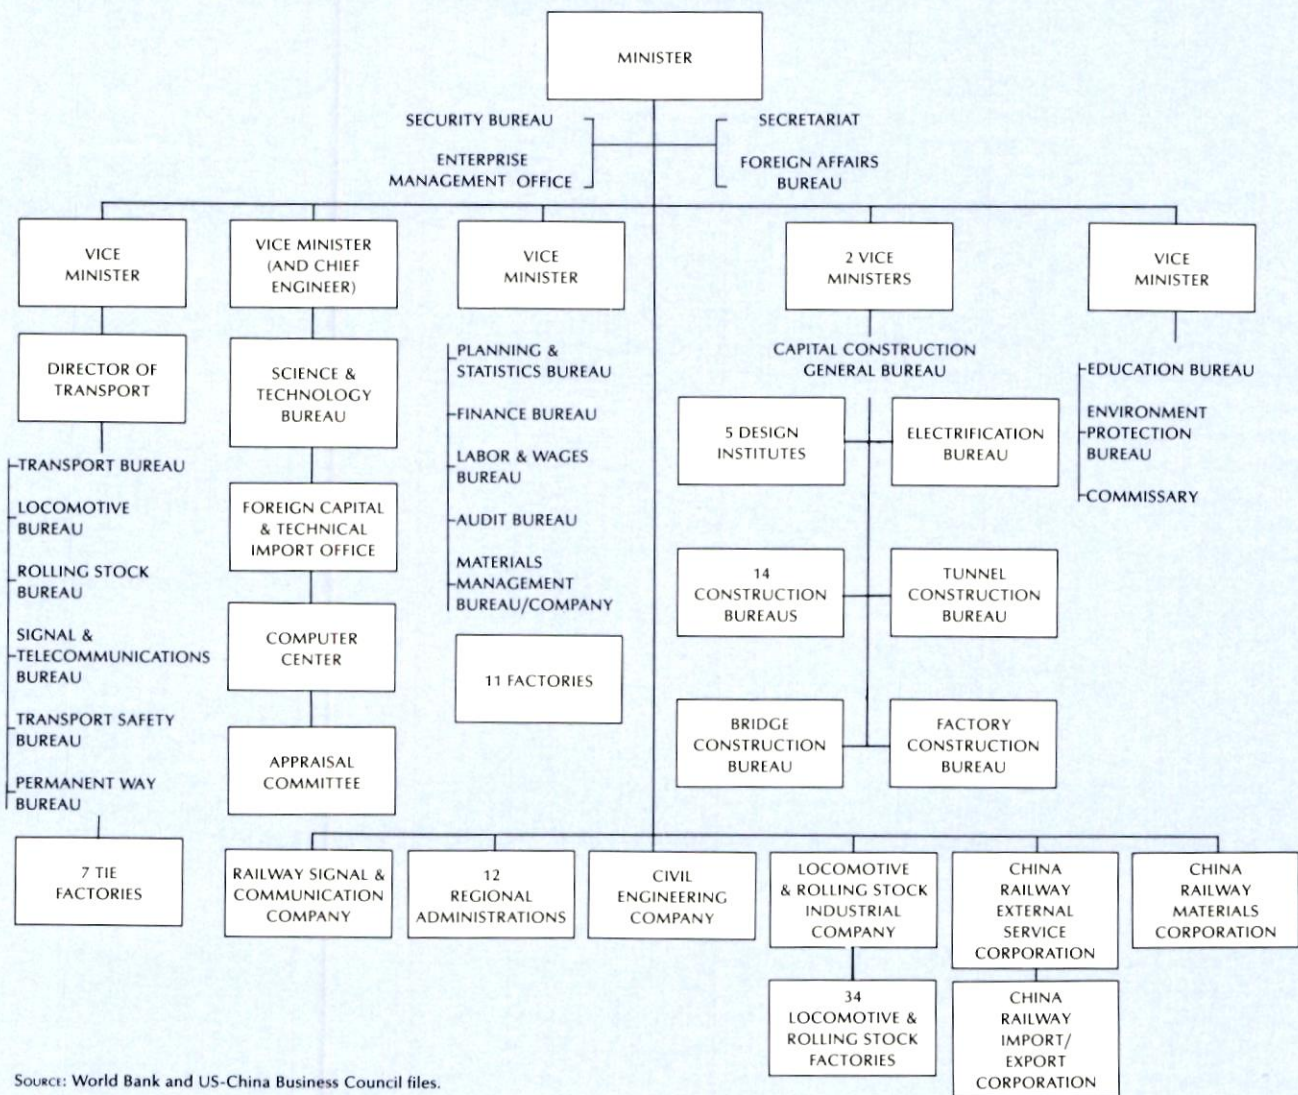 MINISTER
SECURITY BUREAU
ENTERPRISE
MANAGEMENT OFFICE
SECRETARIAT
FOREIGN AFFAIRS
BUREAU
VICE
MINISTER
DIRECTOR OF
TRANSPORT
TRANSPORT BUREAU
LOCOMOTIVE
BUREAU
ROLLING STOCK
BUREAU
SIGNAL &
TELECOMMUNICATIONS
BUREAU
TRANSPORT SAFETY
BUREAU
PERMANENT WAY
BUREAU
7 TIE
FACTORIES
VICE MINISTER
(AND CHIEF
ENGINEER)
SCIENCE &
TECHNOLOGY
BUREAU
FOREIGN CAPITAL
& TECHNICAL
IMPORT OFFICE
COMPUTER
CENTER
APPRAISAL
COMMITTEE
VICE
MINISTER
PLANNING &
STATISTICS BUREAU
FINANCE BUREAU
LABOR & WAGES
BUREAU
AUDIT BUREAU
MATERIALS
MANAGEMENT
BUREAU/COMPANY
11 FACTORIES
2 VICE
MINISTERS
CAPITAL CONSTRUCTION
GENERAL BUREAU
5 DESIGN
INSTITUTES
ELECTRIFICATION
BUREAU
14
CONSTRUCTION
BUREAUS
TUNNEL
CONSTRUCTION
BUREAU
BRIDGE
CONSTRUCTION
BUREAU
FACTORY
CONSTRUCTION
BUREAU
VICE
MINISTER
EDUCATION BUREAU
ENVIRONMENT
PROTECTION
BUREAU
COMMISSARY
RAILWAY SIGNAL &
COMMUNICATION
COMPANY
12
REGIONAL
ADMINISTRATIONS
CIVIL
ENGINEERING
COMPANY
LOCOMOTIVE
& ROLLING STOCK
INDUSTRIAL
COMPANY
34
LOCOMOTIVE &
ROLLING STOCK
FACTORIES
CHINA
RAILWAY
EXTERNAL
SERVICE
CORPORATION
CHINA
RAILWAY
IMPORT/
EXPORT
CORPORATION
CHINA
RAILWAY
MATERIALS
CORPORATION
SOURCE: World Bank and US-China Business Council files.